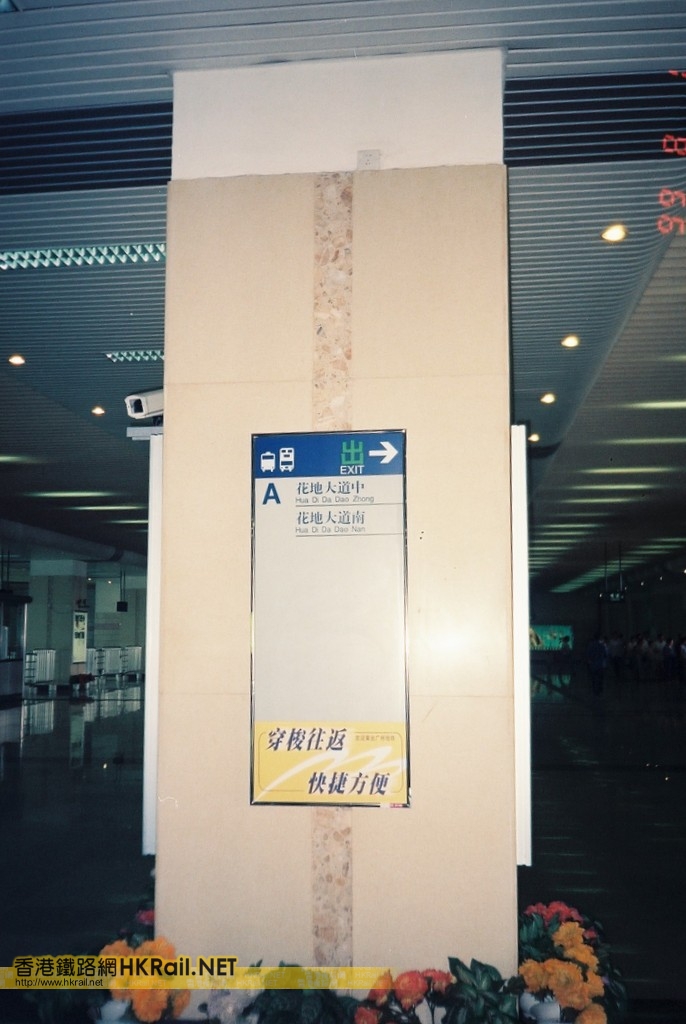 出
EXIT
A
花地大道中
Hua Di Da Dao Zhong
花地大道南
Hua Di Da Dao Nan
穿梭往返
快捷方便
香港鐵路網HKRail.NET
http://www.hkrail.net